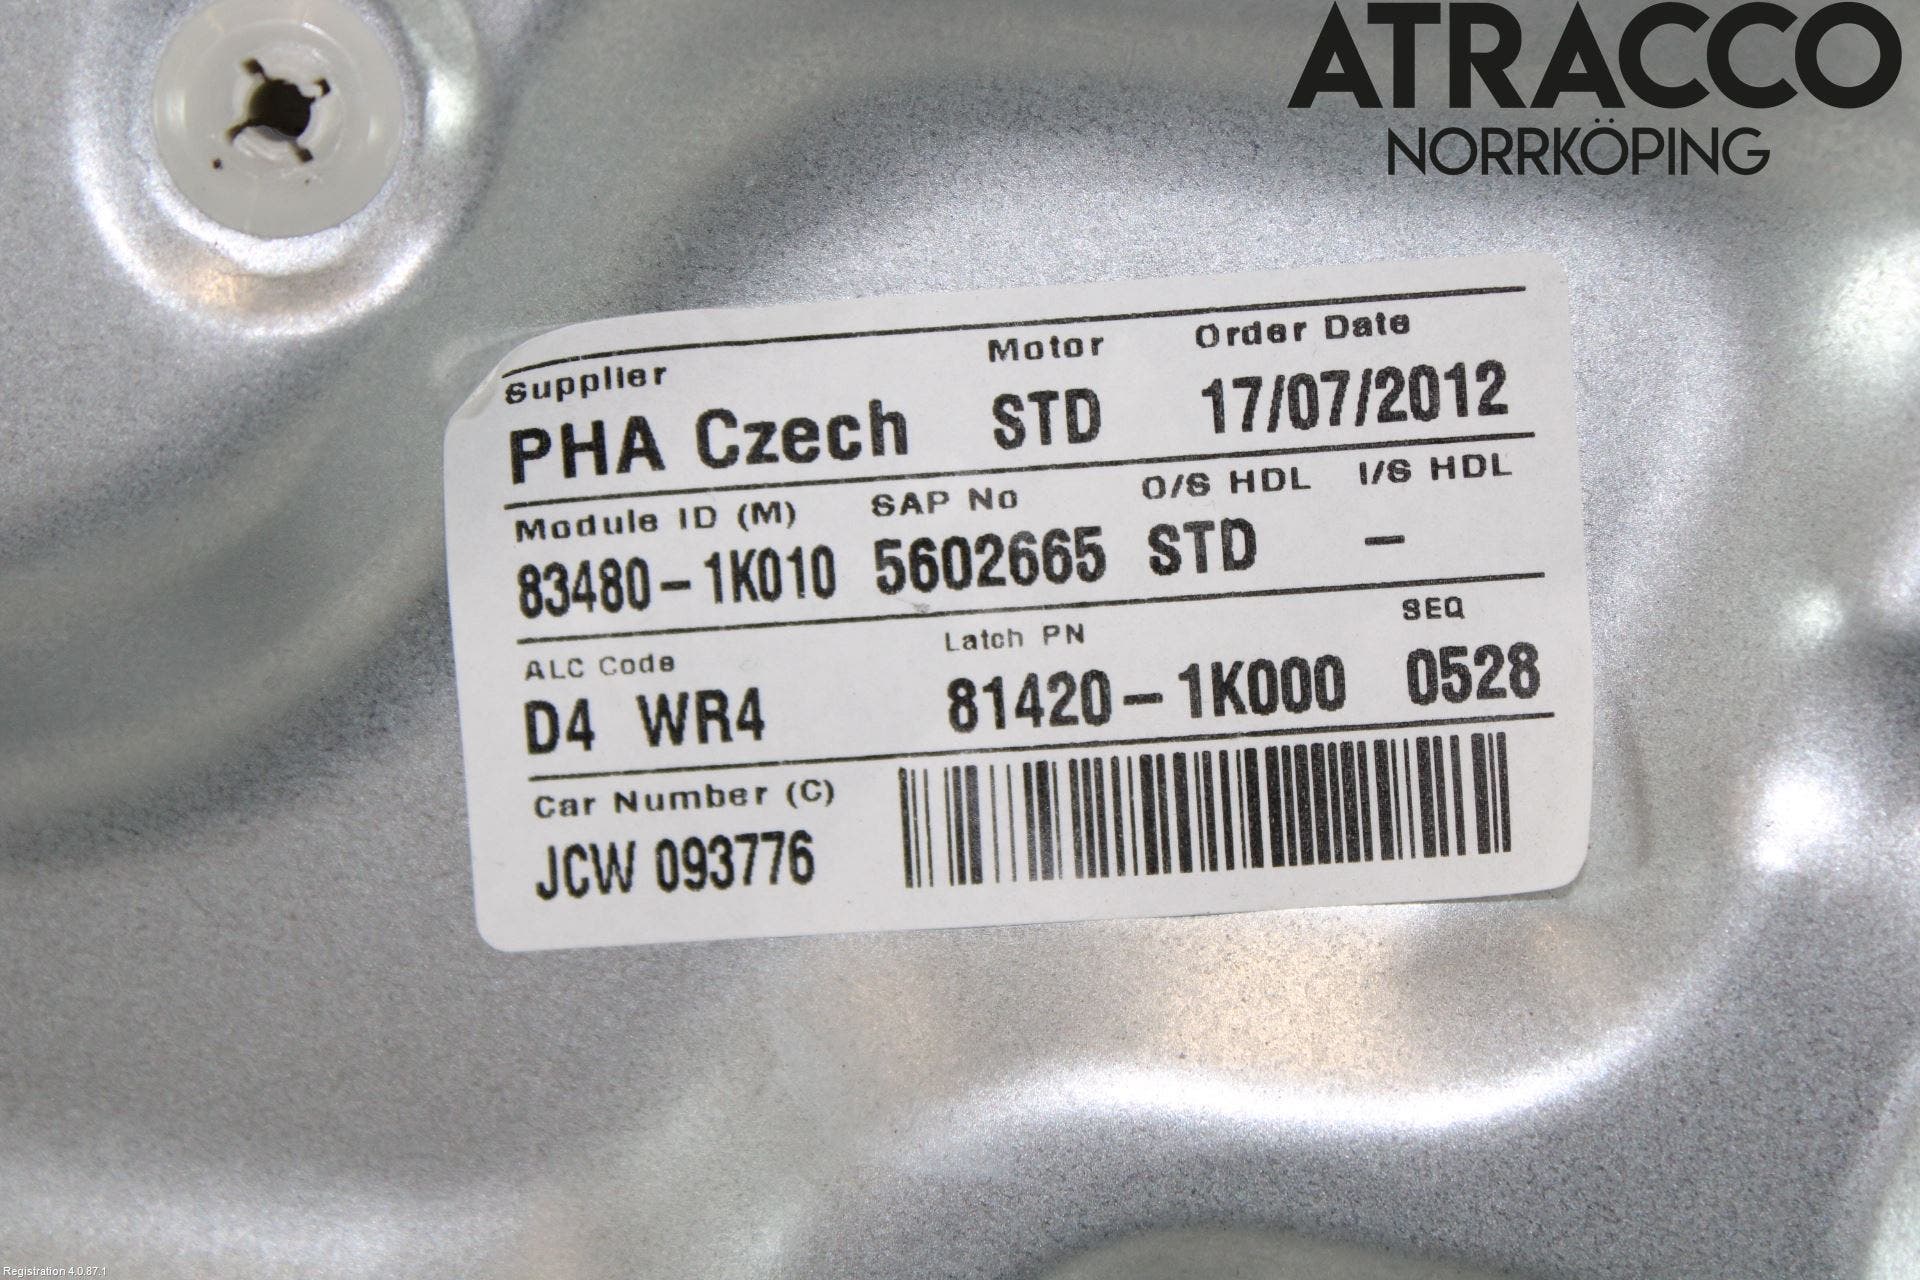 ATRACCO
NORRKÖPING
Supplier Motor Order Date
PHA Czech STD 17/07/2012
Module ID (M) SAP No O/S HDL I/S HDL
83480-1K010 5602665 STD -
ALC Code Latch PN SEQ
D4 WR4 81420-1K000 0528
Car Number (C)
JCW 093776
Registration 4.0.87.1